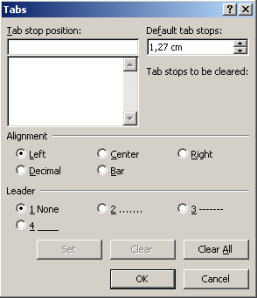 Tabs
Tab stop position: Default tab stops:
1,27 cm
Tab stops to be cleared:
Alignment
Left Center Right
Decimal Bar
Leader
1 None 2 ....... 3 -------
4 ____
Set Clear Clear All
OK Cancel